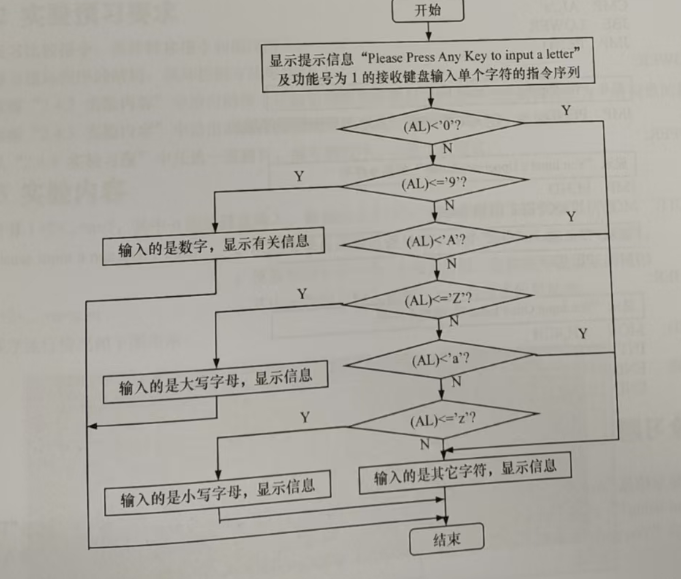 开始
显示提示信息“Please Press Any Key to input a letter”
及功能号为1的接收键盘输入单个字符的指令序列
(AL)<'0'?
Y
N
(AL)<='9'?
Y
N
输入的是数字，显示有关信息
(AL)<'A'?
Y
N
(AL)<='Z'?
Y
N
输入的是大写字母，显示信息
(AL)<'a'?
Y
N
(AL)<='z'?
Y
N
输入的是小写字母，显示信息
输入的是其它字符，显示信息
结束